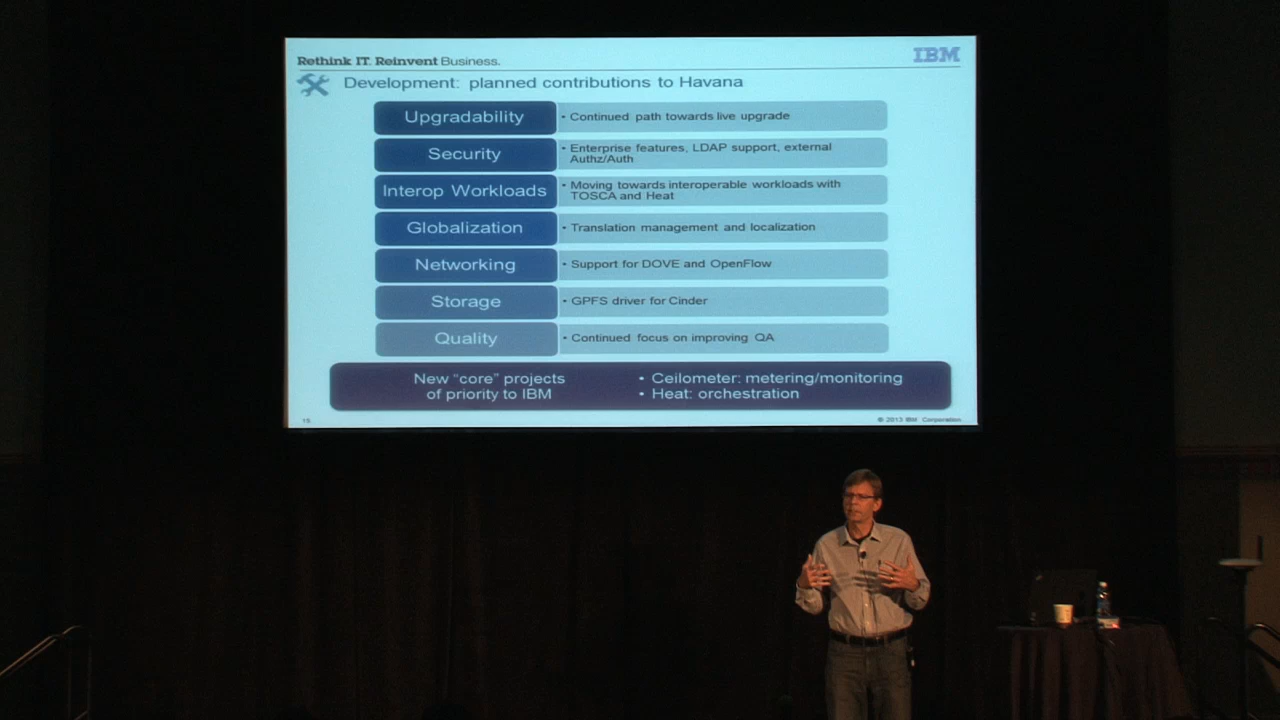 Rethink IT. Reinvent Business.
IBM
Development: planned contributions to Havana
Upgradability
• Continued path towards live upgrade
Security
• Enterprise features, LDAP support, external
Authz/Auth
Interop Workloads
• Moving towards interoperable workloads with
TOSCA and Heat
Globalization
• Translation management and localization
Networking
• Support for DOVE and OpenFlow
Storage
• GPFS driver for Cinder
Quality
• Continued focus on improving QA
New “core” projects
of priority to IBM
• Ceilometer: metering/monitoring
• Heat: orchestration
© 2013 IBM Corporation